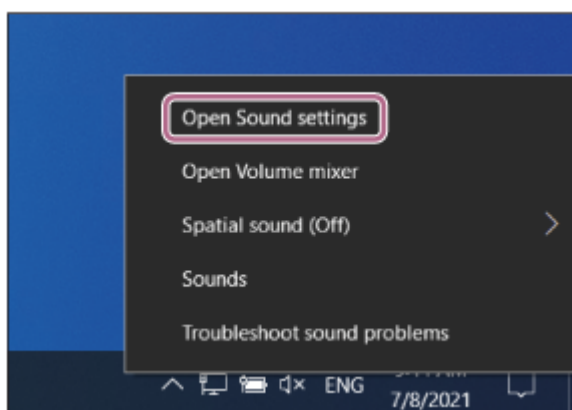 Open Sound settings
Open Volume mixer
Spatial sound (Off)
Sounds
Troubleshoot sound problems
ENG
7/8/2021